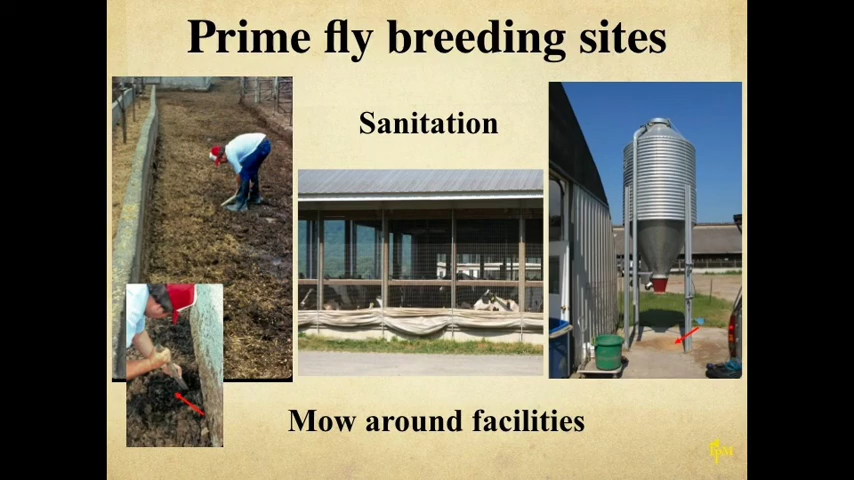 Prime fly breeding sites
Sanitation
Mow around facilities